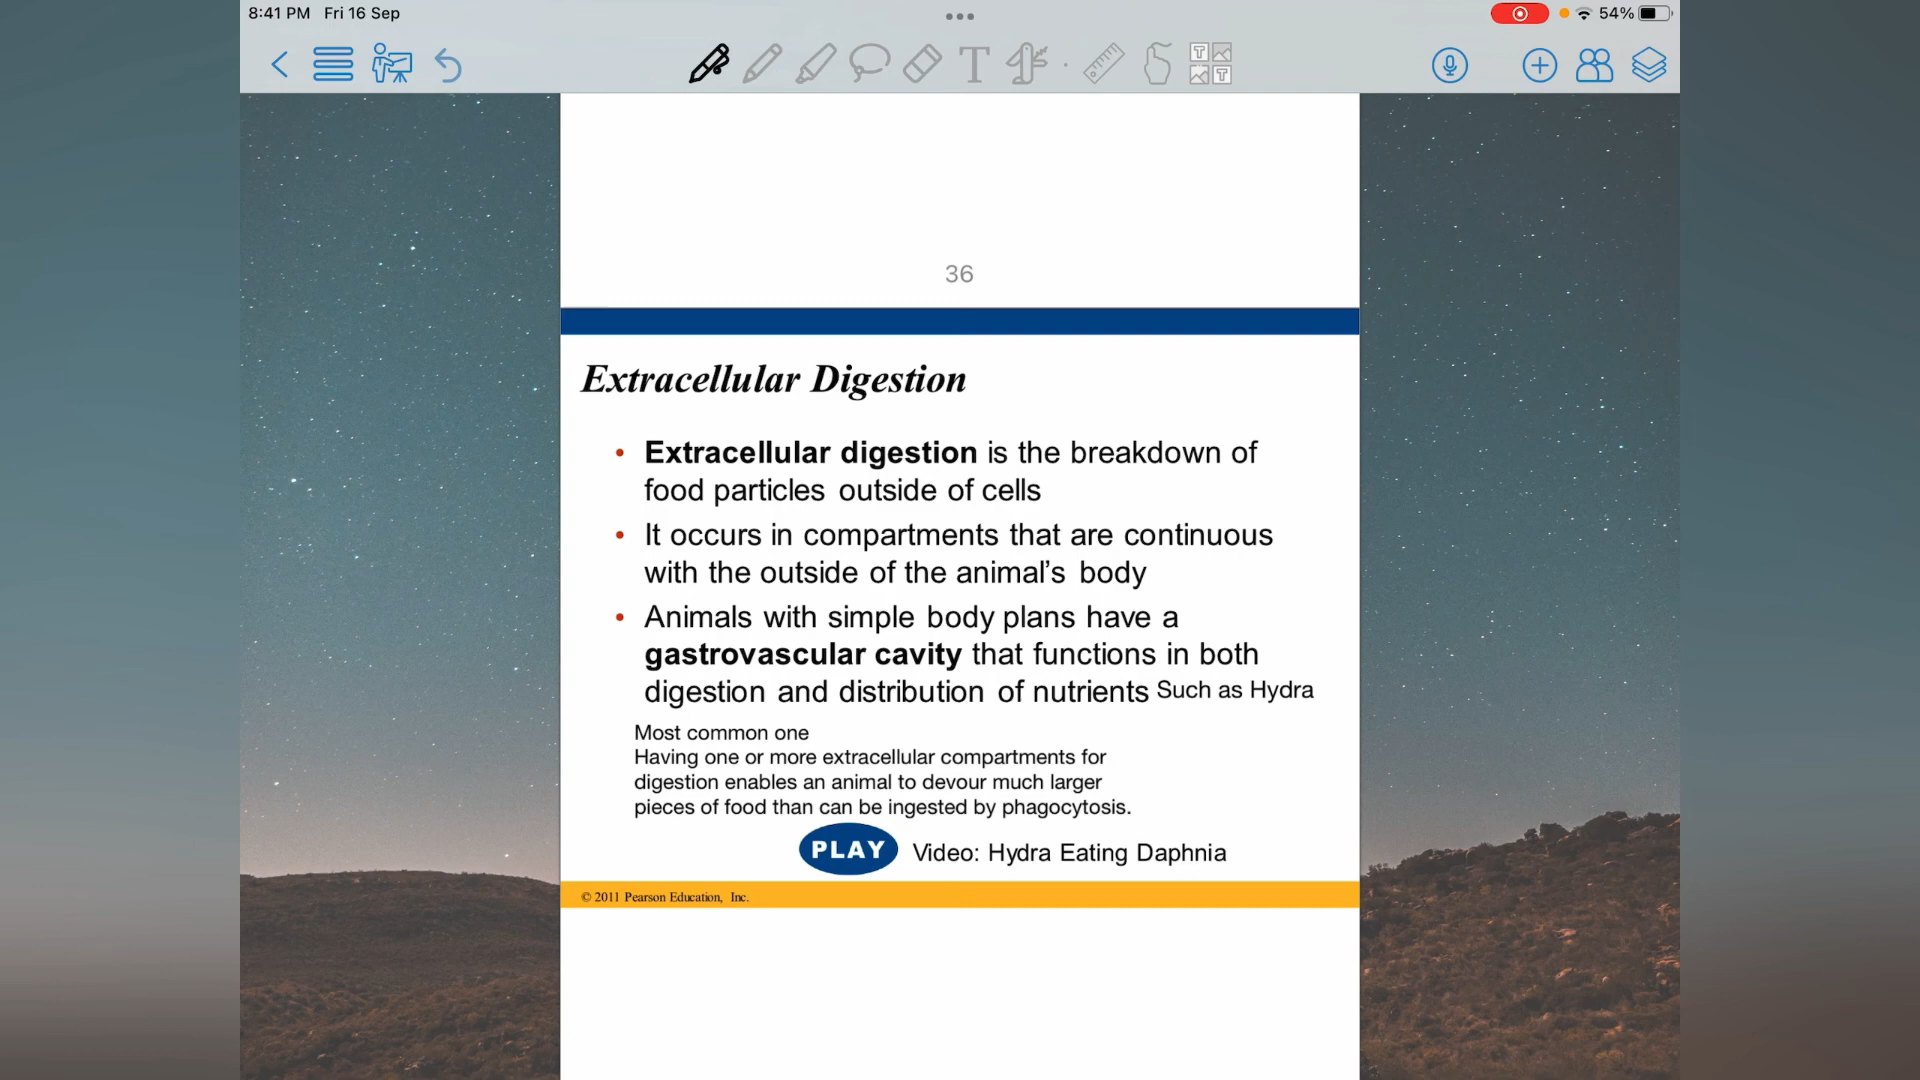 8:41 PM Fri 16 Sep
54%
36
Extracellular Digestion
• Extracellular digestion is the breakdown of
food particles outside of cells
• It occurs in compartments that are continuous
with the outside of the animal’s body
• Animals with simple body plans have a
gastrovascular cavity that functions in both
digestion and distribution of nutrients Such as Hydra
Most common one
Having one or more extracellular compartments for
digestion enables an animal to devour much larger
pieces of food than can be ingested by phagocytosis.
PLAY Video: Hydra Eating Daphnia
© 2011 Pearson Education, Inc.